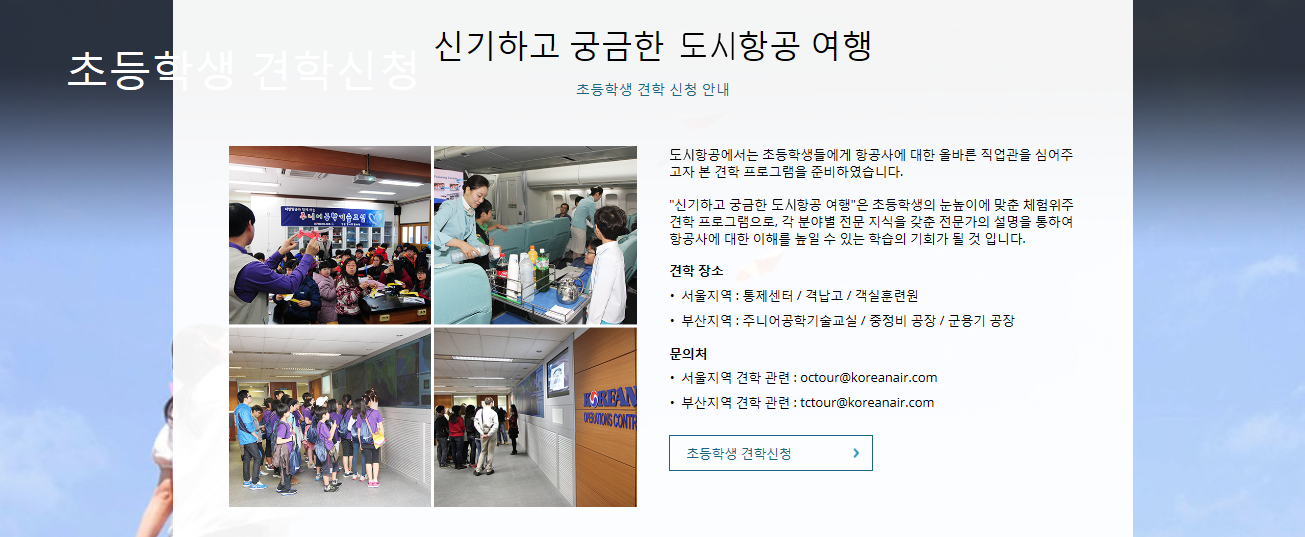 초등학생 견학신청
신기하고 궁금한 도시항공 여행
초등학생 견학 신청 안내
도시항공에서는 초등학생들에게 항공사에 대한 올바른 직업관을 심어주
고자 본 견학 프로그램을 준비하였습니다.
"신기하고 궁금한 도시항공 여행"은 초등학생의 눈높이에 맞춘 체험위주
견학 프로그램으로, 각 분야별 전문 지식을 갖춘 전문가의 설명을 통하여
항공사에 대한 이해를 높일 수 있는 학습의 기회가 될 것 입니다.
견학 장소
• 서울지역 : 통제센터 / 격납고 / 객실훈련원
• 부산지역 : 주니어공학기술교실 / 중정비 공장 / 군용기 공장
문의처
• 서울지역 견학 관련 : octour@koreanair.com
• 부산지역 견학 관련 : tctour@koreanair.com
초등학생 견학신청
주니어공학기술교실
KOREAN
OPERATIONS CONTR